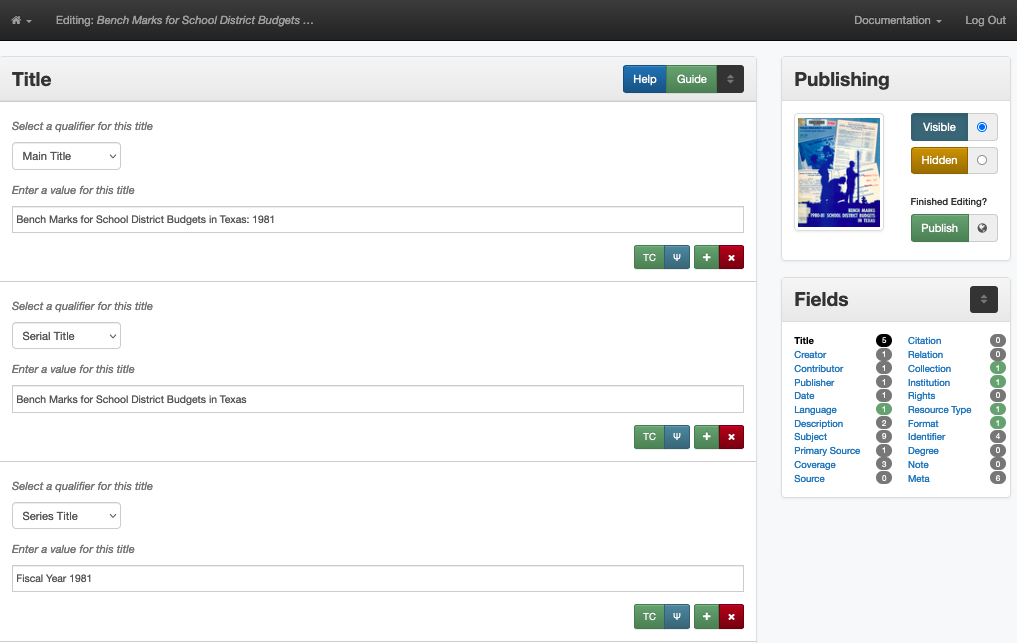 Editing: Bench Marks for School District Budgets ...
Documentation
Log Out
Title
Help
Guide
Select a qualifier for this title
Main Title
Enter a value for this title
Bench Marks for School District Budgets in Texas: 1981
TC Ψ + ×
Select a qualifier for this title
Serial Title
Enter a value for this title
Bench Marks for School District Budgets in Texas
TC Ψ + ×
Select a qualifier for this title
Series Title
Enter a value for this title
Fiscal Year 1981
TC Ψ + ×
Publishing
BENCH MARKS
1980-81 SCHOOL DISTRICT BUDGETS
IN TEXAS
Visible
Hidden
Finished Editing?
Publish
Fields
Title 5
Creator 1
Contributor 1
Publisher 1
Date 1
Language 1
Description 2
Subject 9
Primary Source 1
Coverage 3
Source 0
Citation 0
Relation 0
Collection 1
Institution 1
Rights 0
Resource Type 1
Format 1
Identifier 4
Degree 0
Note 0
Meta 6